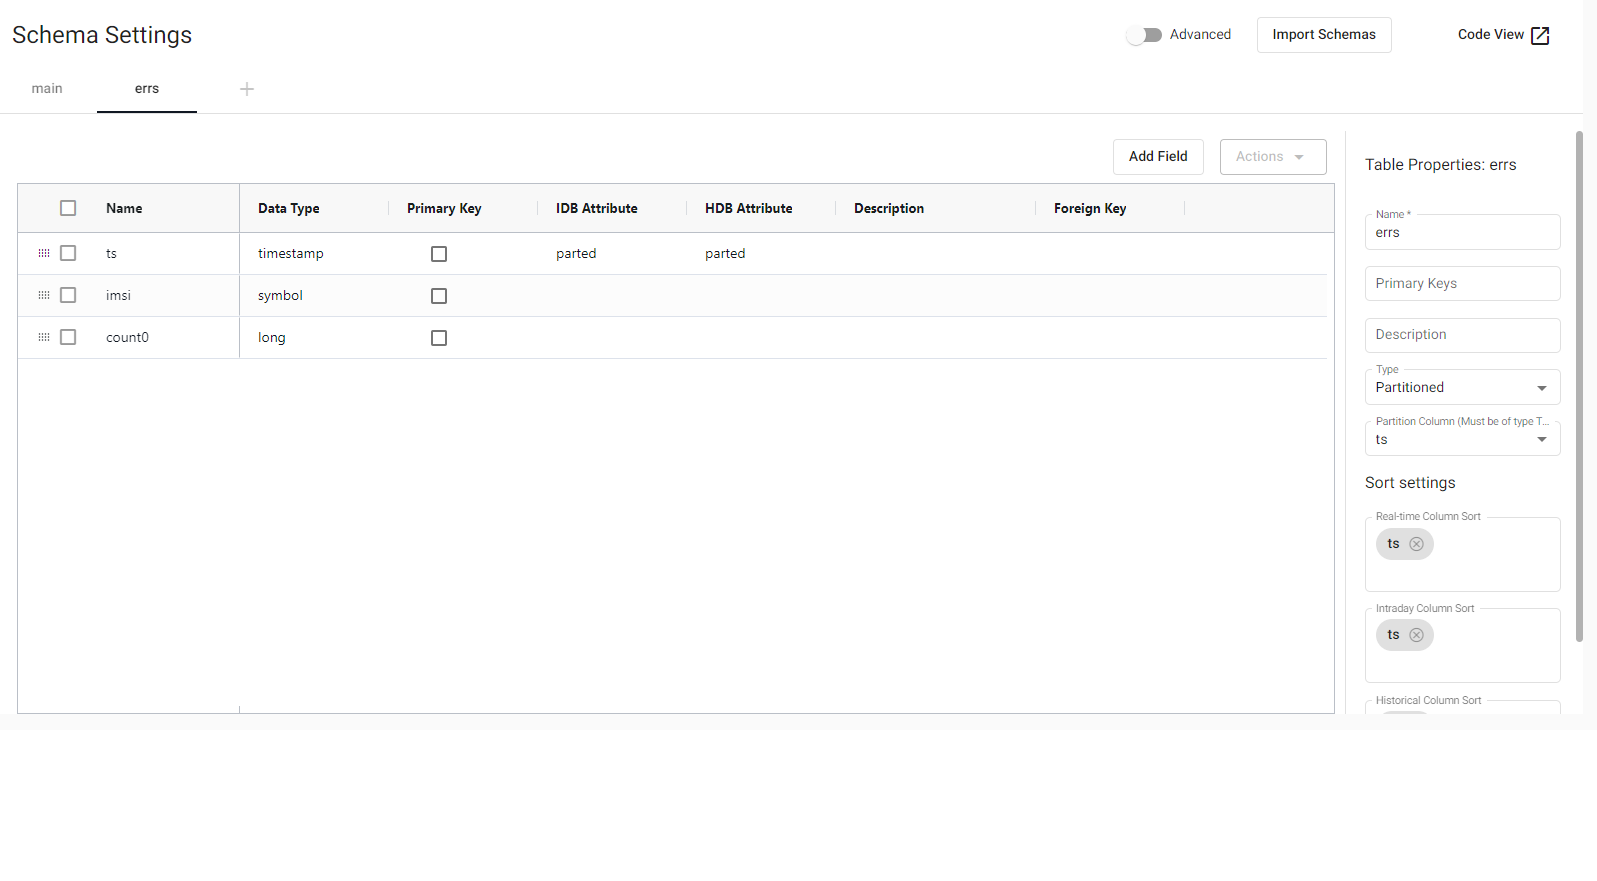 Schema Settings
Advanced
Import Schemas
Code View
main
errs
Add Field
Actions
Name Data Type Primary Key IDB Attribute HDB Attribute Description Foreign Key
ts timestamp parted parted
imsi symbol
count0 long
Table Properties: errs
Name *
errs
Primary Keys
Description
Type
Partitioned
Partition Column (Must be of type T...
ts
Sort settings
Real-time Column Sort
ts
Intraday Column Sort
ts
Historical Column Sort